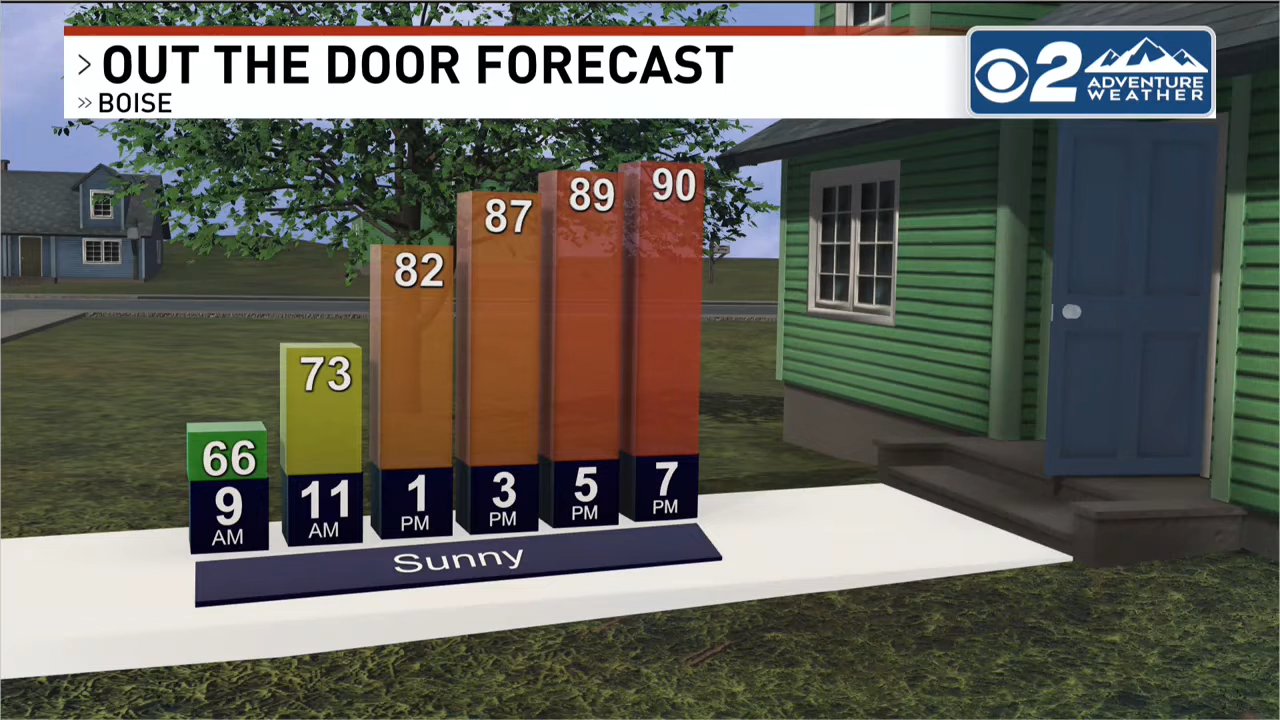 > OUT THE DOOR FORECAST
» BOISE
2 ADVENTURE
WEATHER
66 73 82 87 89 90
9 AM 11 AM 1 PM 3 PM 5 PM 7 PM
Sunny